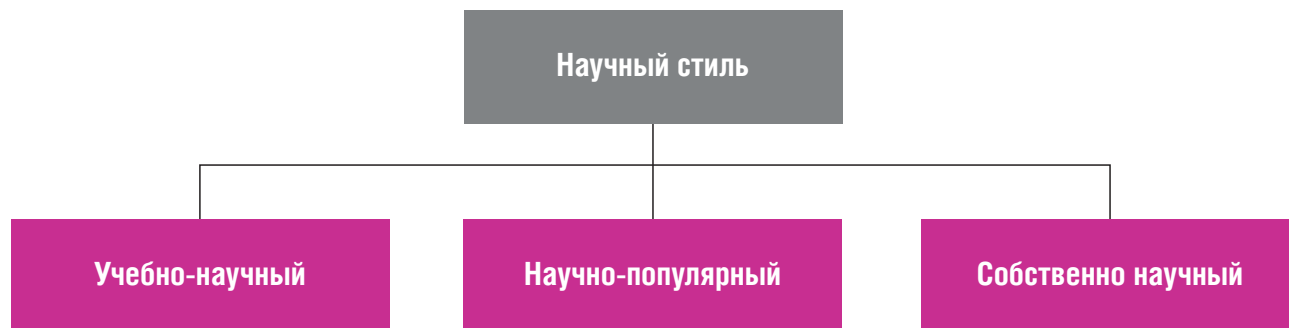 Научный стиль
Учебно-научный
Научно-популярный
Собственно научный